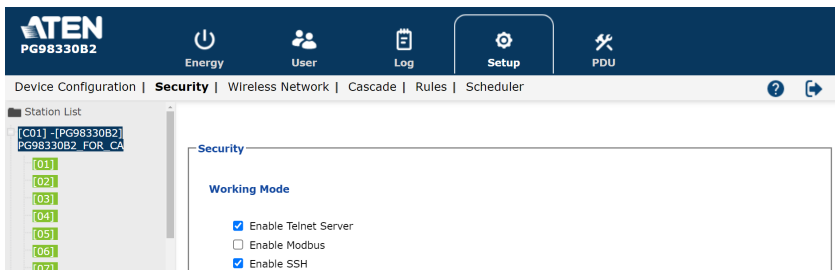 ATEN
PG98330B2
Energy
User
Log
Setup
PDU
Device Configuration | Security | Wireless Network | Cascade | Rules | Scheduler
?
Station List
[C01] -[PG98330B2]
PG98330B2_FOR_CA
[01]
[02]
[03]
[04]
[05]
[06]
[07]
Security
Working Mode
Enable Telnet Server
Enable Modbus
Enable SSH